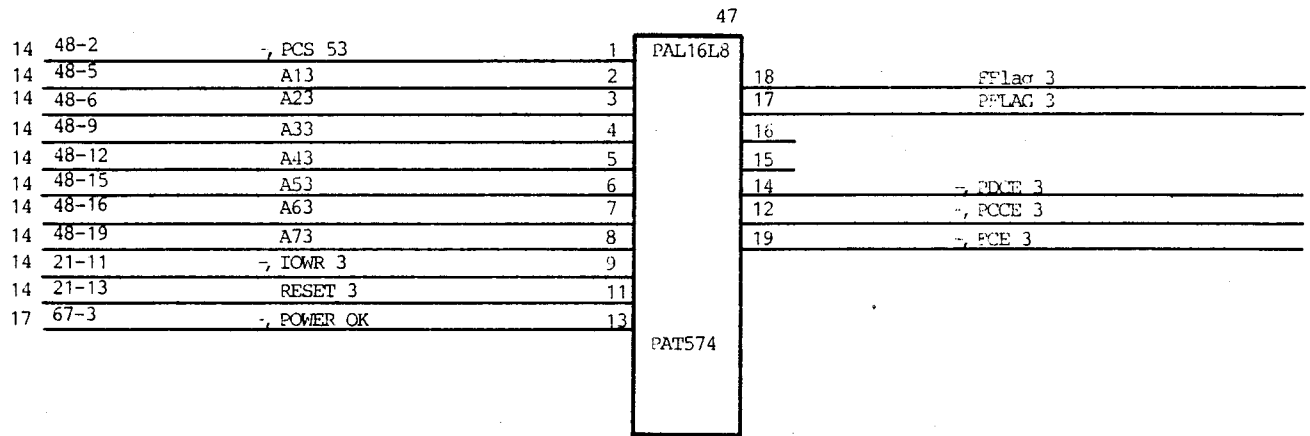 47
14 48-2 ¬, PCS 53 1 PAL16L8
14 48-5 A13 2 18 FFlag 3
14 48-6 A23 3 17 PFLAG 3
14 48-9 A33 4 16
14 48-12 A43 5 15
14 48-15 A53 6 14 ¬, PDCE 3
14 48-16 A63 7 12 ¬, PCCE 3
14 48-19 A73 8 19 ¬, PCE 3
14 21-11 ¬, IOWR 3 9
14 21-13 RESET 3 11
17 67-3 ¬, POWER OK 13
PAT574